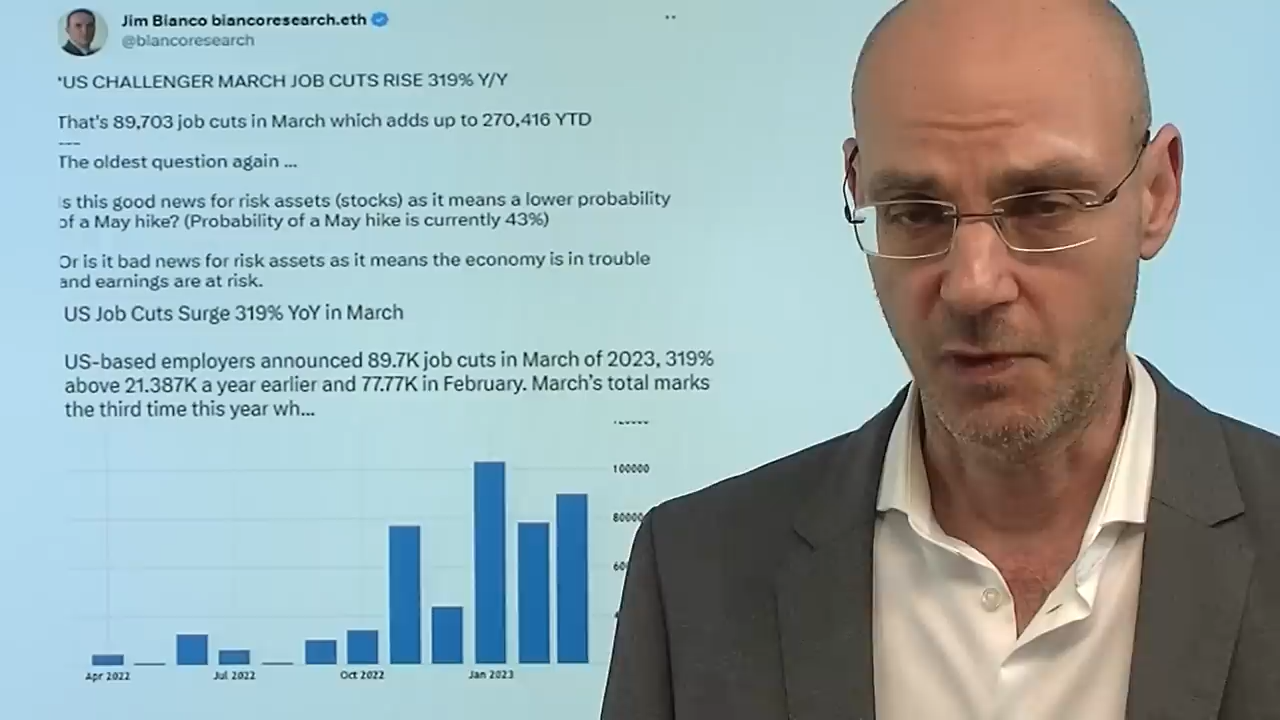 Jim Bianco biancoresearch.eth
@biancoresearch
*US CHALLENGER MARCH JOB CUTS RISE 319% Y/Y
That's 89,703 job cuts in March which adds up to 270,416 YTD
---
The oldest question again ...
Is this good news for risk assets (stocks) as it means a lower probability
of a May hike? (Probability of a May hike is currently 43%)
Or is it bad news for risk assets as it means the economy is in trouble
and earnings are at risk.
US Job Cuts Surge 319% YoY in March
US-based employers announced 89.7K job cuts in March of 2023, 319%
above 21.387K a year earlier and 77.77K in February. March's total marks
the third time this year wh...
100000
80000
Apr 2022 Jul 2022 Oct 2022 Jan 2023